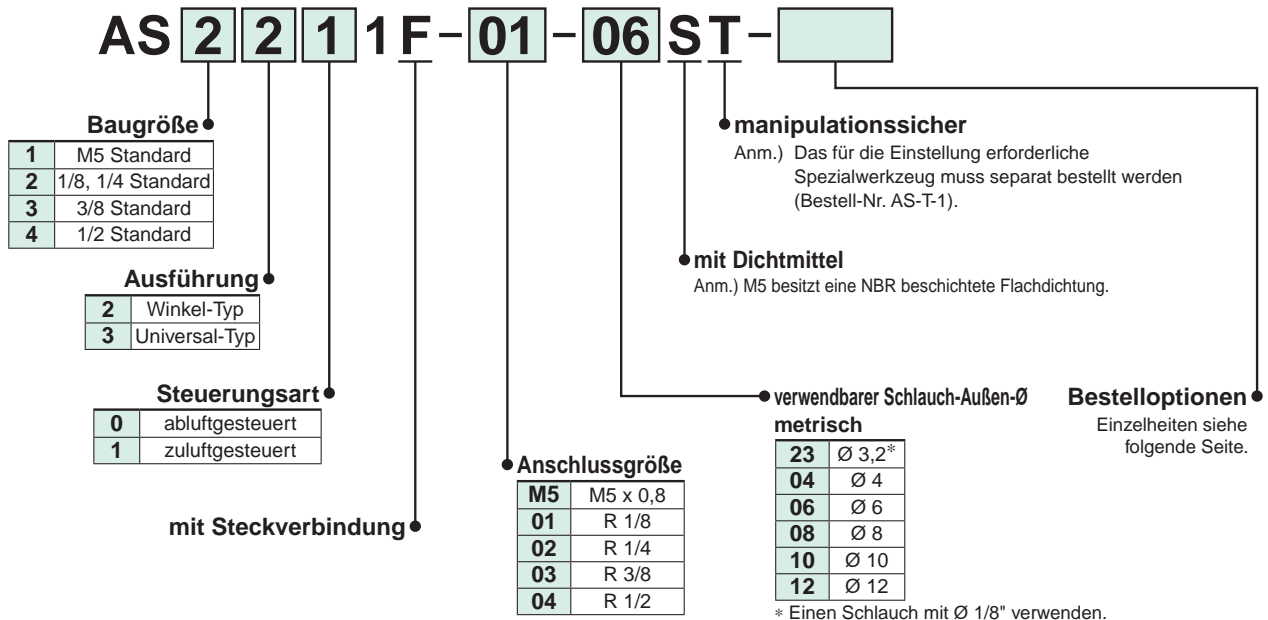 AS 2 2 1 1 F - 01 - 06 S T -
Baugröße
1 M5 Standard
2 1/8, 1/4 Standard
3 3/8 Standard
4 1/2 Standard
Ausführung
2 Winkel-Typ
3 Universal-Typ
Steuerungsart
0 abluftgesteuert
1 zuluftgesteuert
mit Steckverbindung
Anschlussgröße
M5 M5 x 0,8
01 R 1/8
02 R 1/4
03 R 3/8
04 R 1/2
manipulationssicher
Anm.) Das für die Einstellung erforderliche
Spezialwerkzeug muss separat bestellt werden
(Bestell-Nr. AS-T-1).
mit Dichtmittel
Anm.) M5 besitzt eine NBR beschichtete Flachdichtung.
verwendbarer Schlauch-Außen-Ø
metrisch
23 Ø 3,2*
04 Ø 4
06 Ø 6
08 Ø 8
10 Ø 10
12 Ø 12
* Einen Schlauch mit Ø 1/8" verwenden.
Bestelloptionen
Einzelheiten siehe
folgende Seite.